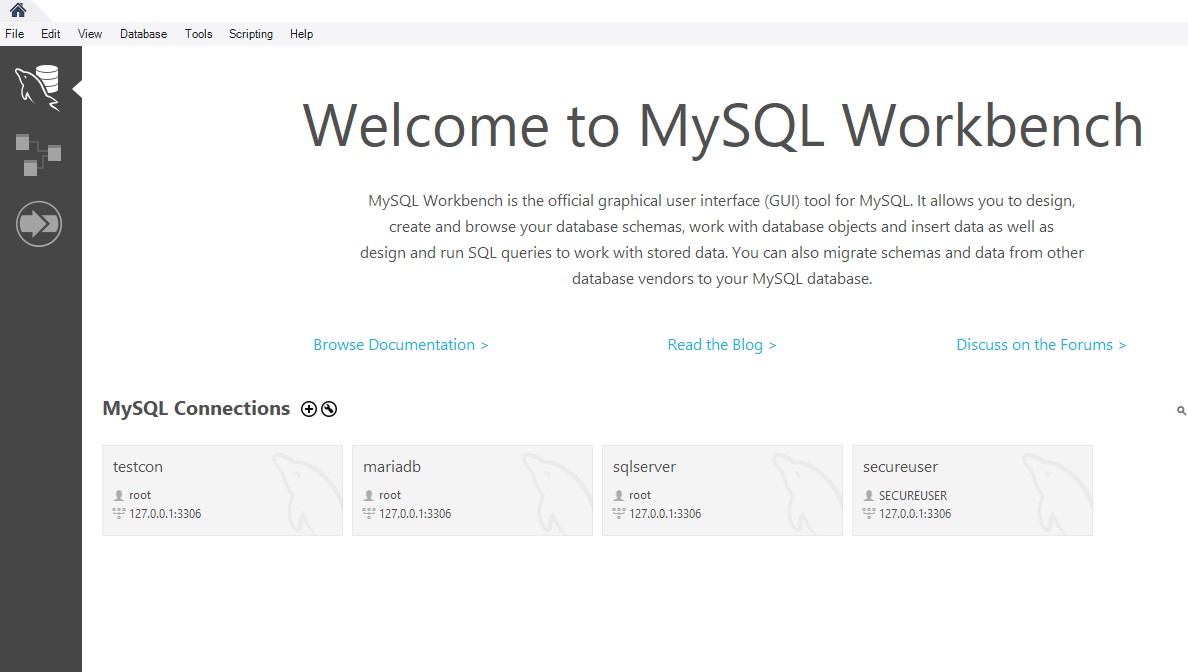 File Edit View Database Tools Scripting Help
Welcome to MySQL Workbench
MySQL Workbench is the official graphical user interface (GUI) tool for MySQL. It allows you to design,
create and browse your database schemas, work with database objects and insert data as well as
design and run SQL queries to work with stored data. You can also migrate schemas and data from other
database vendors to your MySQL database.
Browse Documentation > Read the Blog > Discuss on the Forums >
MySQL Connections
testcon
root
127.0.0.1:3306
mariadb
root
127.0.0.1:3306
sqlserver
root
127.0.0.1:3306
secureuser
SECUREUSER
127.0.0.1:3306